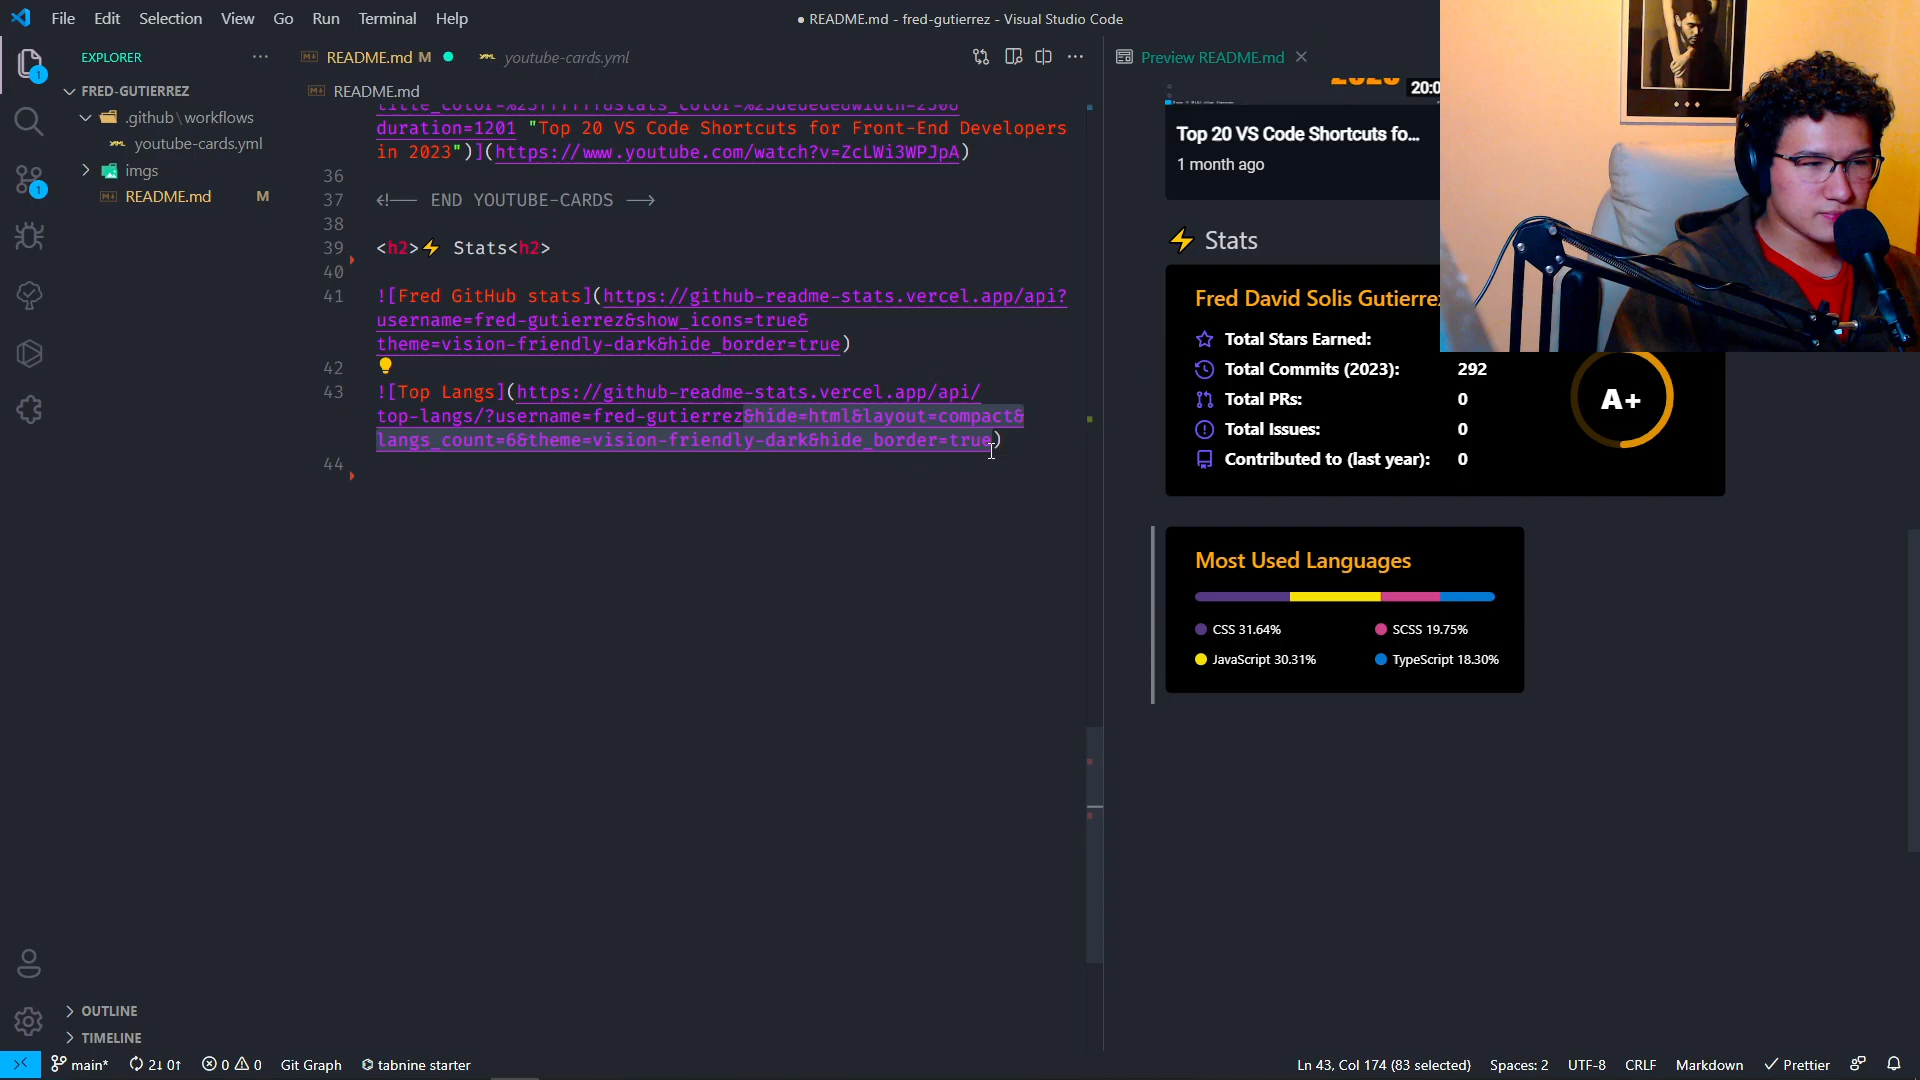 File Edit Selection View Go Run Terminal Help
● README.md - fred-gutierrez - Visual Studio Code
EXPLORER
README.md M
youtube-cards.yml
Preview README.md
FRED-GUTIERREZ
.github\workflows
youtube-cards.yml
imgs
README.md M
OUTLINE
TIMELINE
README.md
duration=1201 "Top 20 VS Code Shortcuts for Front-End Developers
in 2023")](https://www.youtube.com/watch?v=ZcLWi3WPJpA)
36
37 <!-- END YOUTUBE-CARDS -->
38
39 <h2>⚡ Stats<h2>
40
41 ![Fred GitHub stats](https://github-readme-stats.vercel.app/api?
username=fred-gutierrez&show_icons=true&
theme=vision-friendly-dark&hide_border=true)
42
43 ![Top Langs](https://github-readme-stats.vercel.app/api/
top-langs/?username=fred-gutierrez&hide=html&layout=compact&
langs_count=6&theme=vision-friendly-dark&hide_border=true)
44
2023
20:0
Top 20 VS Code Shortcuts fo...
1 month ago
⚡ Stats
Fred David Solis Gutierrez
Total Stars Earned:
Total Commits (2023): 292
Total PRs: 0
Total Issues: 0
Contributed to (last year): 0
A+
Most Used Languages
CSS 31.64%
SCSS 19.75%
JavaScript 30.31%
TypeScript 18.30%
main* 2↓ 0↑ 0 0 Git Graph tabnine starter
Ln 43, Col 174 (83 selected) Spaces: 2 UTF-8 CRLF Markdown Prettier